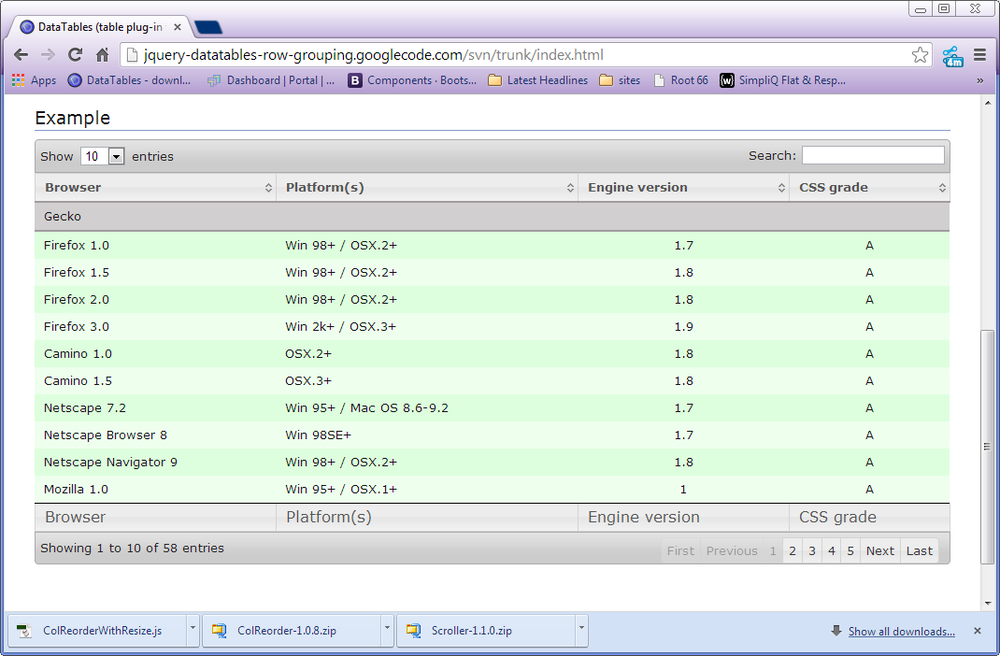 DataTables (table plug-in
jquery-datatables-row-grouping.googlecode.com/svn/trunk/index.html
4m
Apps DataTables - downl... Dashboard | Portal | ... B Components · Boots... Latest Headlines sites Root 66 W SimpliQ Flat & Resp... »
Example
Show 10 entries Search:
Browser Platform(s) Engine version CSS grade
Gecko
Firefox 1.0 Win 98+ / OSX.2+ 1.7 A
Firefox 1.5 Win 98+ / OSX.2+ 1.8 A
Firefox 2.0 Win 98+ / OSX.2+ 1.8 A
Firefox 3.0 Win 2k+ / OSX.3+ 1.9 A
Camino 1.0 OSX.2+ 1.8 A
Camino 1.5 OSX.3+ 1.8 A
Netscape 7.2 Win 95+ / Mac OS 8.6-9.2 1.7 A
Netscape Browser 8 Win 98SE+ 1.7 A
Netscape Navigator 9 Win 98+ / OSX.2+ 1.8 A
Mozilla 1.0 Win 95+ / OSX.1+ 1 A
Browser Platform(s) Engine version CSS grade
Showing 1 to 10 of 58 entries First Previous 1 2 3 4 5 Next Last
ColReorderWithResize.js ColReorder-1.0.8.zip Scroller-1.1.0.zip Show all downloads...